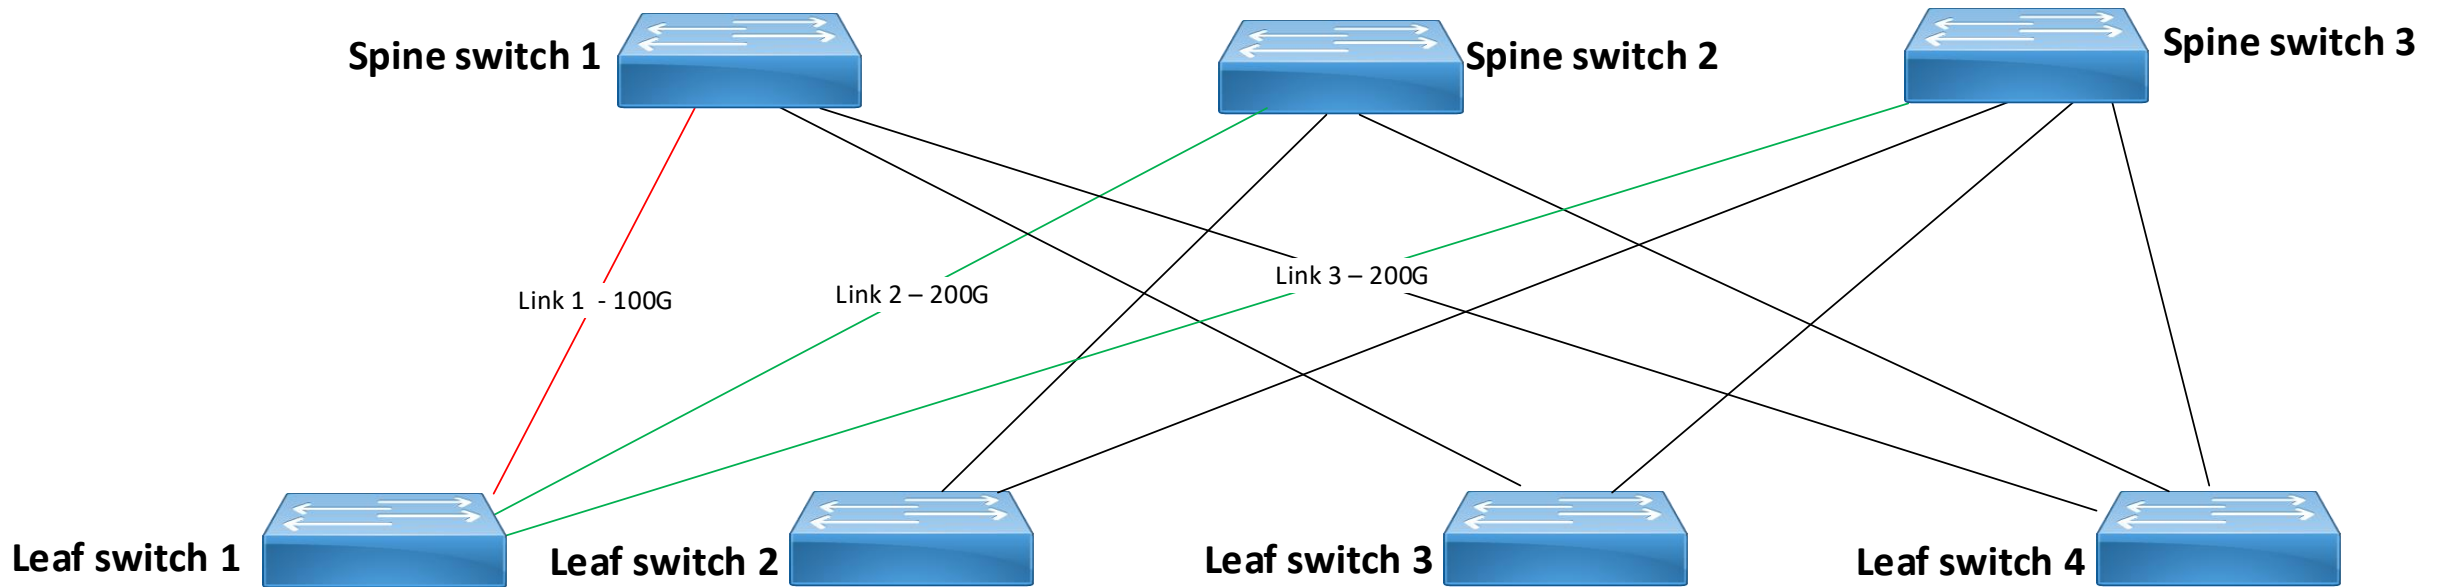 Spine switch 1
Spine switch 2
Spine switch 3
Link 1  - 100G
Link 2 – 200G
Link 3 – 200G
Leaf switch 1
Leaf switch 2
Leaf switch 3
Leaf switch 4